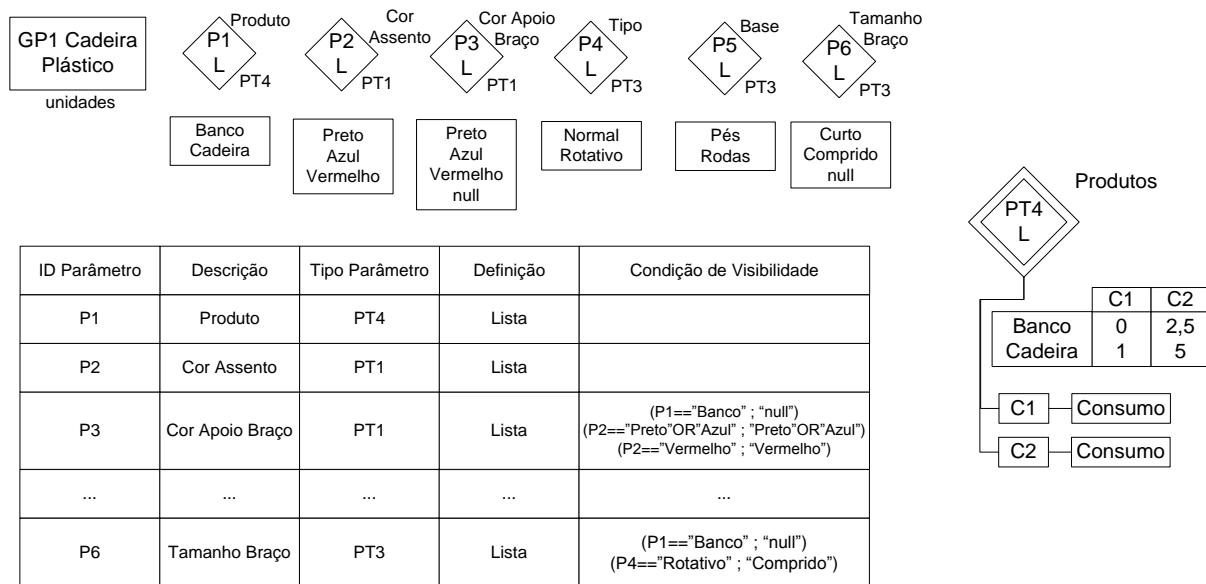 GP1 Cadeira
Plástico
unidades
Produto
P1
L
PT4
Banco
Cadeira
Cor
Assento
P2
L
PT1
Preto
Azul
Vermelho
Cor Apoio
Braço
P3
L
PT1
Preto
Azul
Vermelho
null
Tipo
P4
L
PT3
Normal
Rotativo
Base
P5
L
PT3
Pés
Rodas
Tamanho
Braço
P6
L
PT3
Curto
Comprido
null
ID Parâmetro Descrição Tipo Parâmetro Definição Condição de Visibilidade
P1 Produto PT4 Lista
P2 Cor Assento PT1 Lista
P3 Cor Apoio Braço PT1 Lista
(P1==”Banco” ; “null”)
(P2==”Preto”OR”Azul” ; “Preto”OR”Azul”)
(P2==”Vermelho” ; “Vermelho”)
... ... ... ... ...
P6 Tamanho Braço PT3 Lista
(P1==”Banco” ; “null”)
(P4==”Rotativo” ; “Comprido”)
Produtos
PT4
L
C1 C2
Banco 0 2,5
Cadeira 1 5
C1 Consumo
C2 Consumo